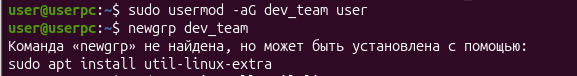 user@userpc:~$ sudo usermod -aG dev_team user
user@userpc:~$ newgrp dev_team
Команда «newgrp» не найдена, но может быть установлена с помощью:
sudo apt install util-linux-extra